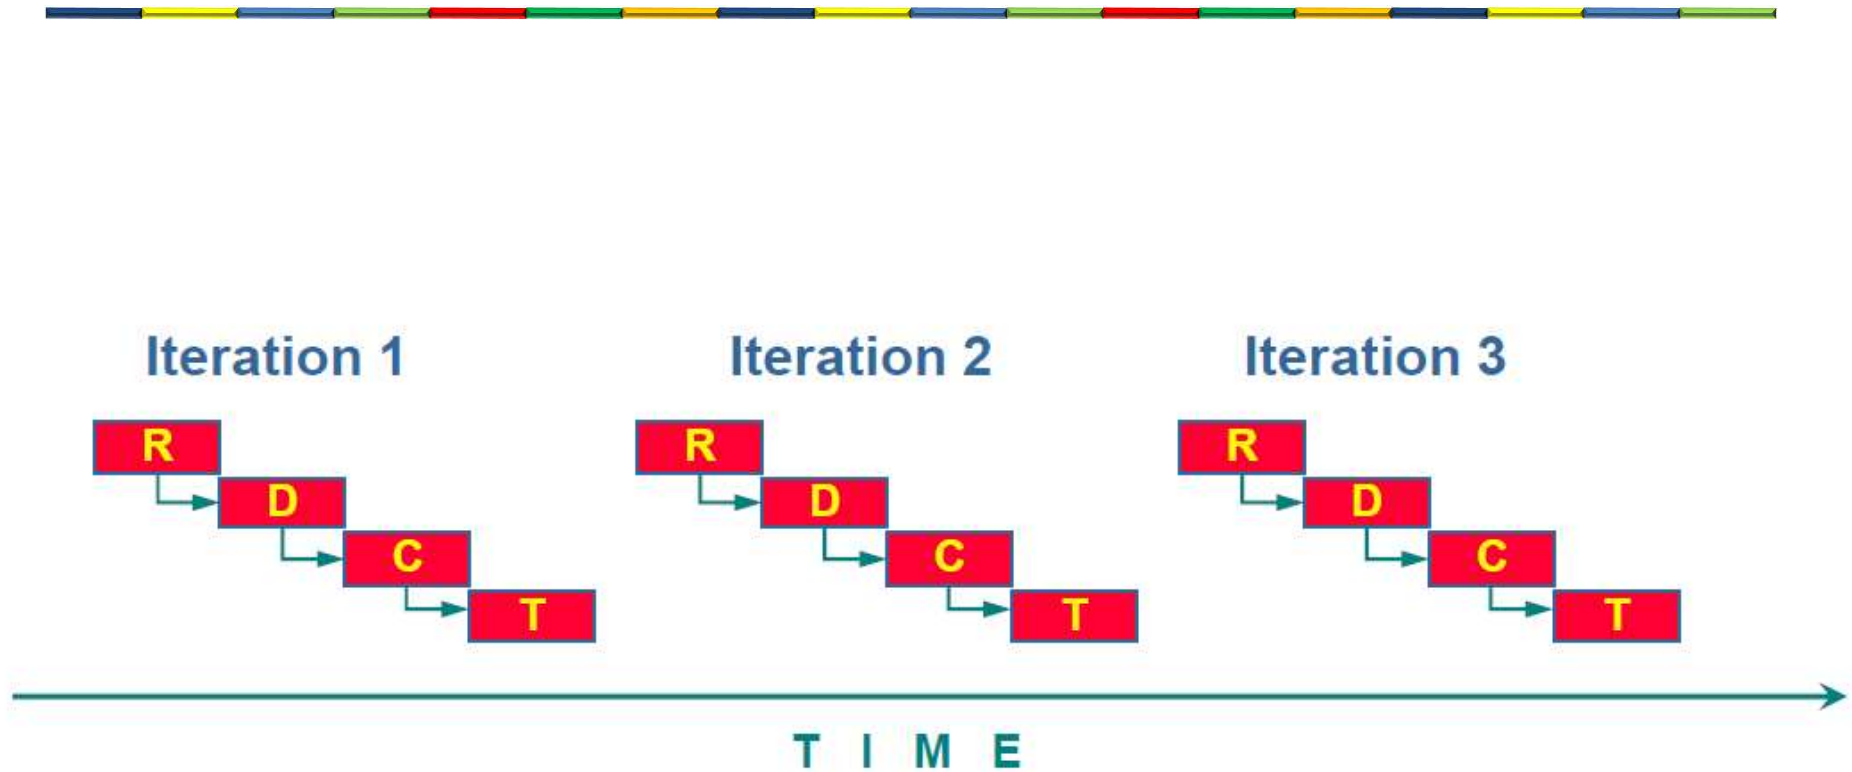 Iteration 1 Iteration 2 Iteration 3
R R R
D D D
C C C
T T T
T I M E